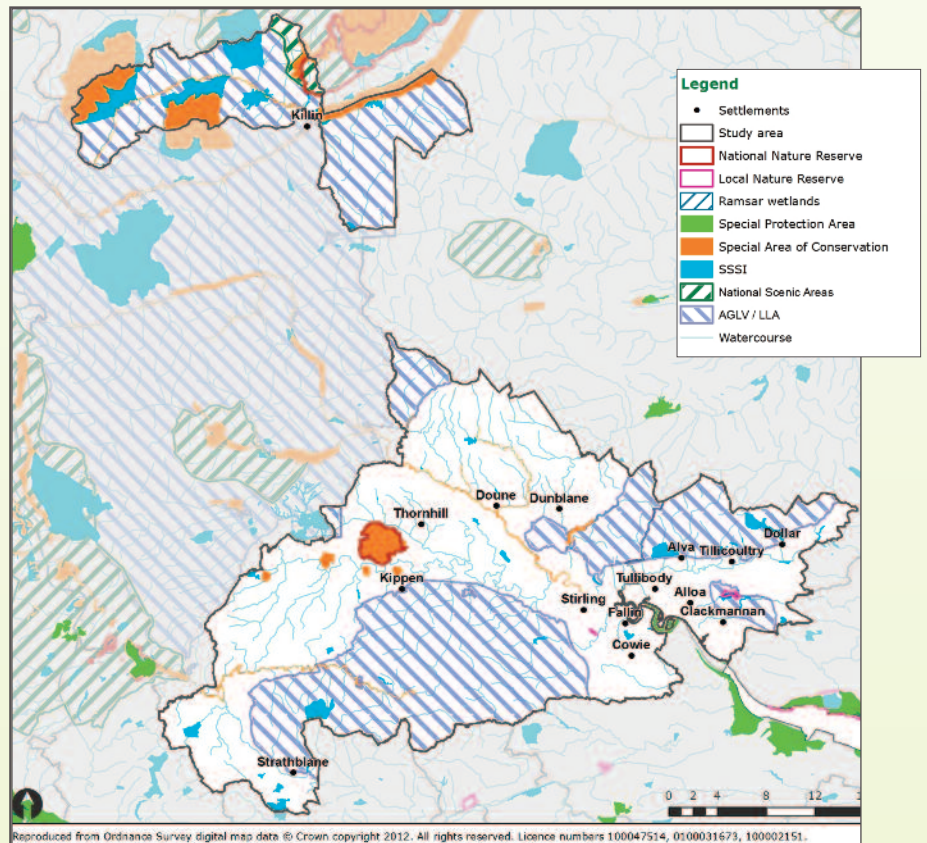 Killin
Legend
Settlements
Study area
National Nature Reserve
Local Nature Reserve
Ramsar wetlands
Special Protection Area
Special Area of Conservation
SSSI
National Scenic Areas
AGLV / LLA
Watercourse
Doune
Dunblane
Thornhill
Dollar
Alva
Tillicoultry
Kippen
Tullibody
Alloa
Stirling
Clackmannan
Fallin
Cowie
Strathblane
0 2 4 8 12
Reproduced from Ordnance Survey digital map data © Crown copyright 2012. All rights reserved. Licence numbers 100047514, 0100031673, 100002151.